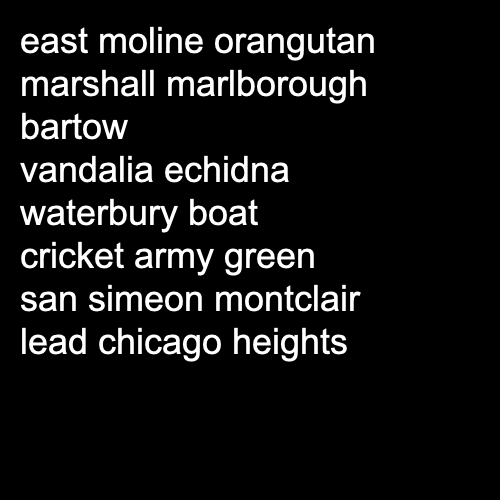 east moline orangutan
marshall marlborough
bartow
vandalia echidna
waterbury boat
cricket army green
san simeon montclair
lead chicago heights